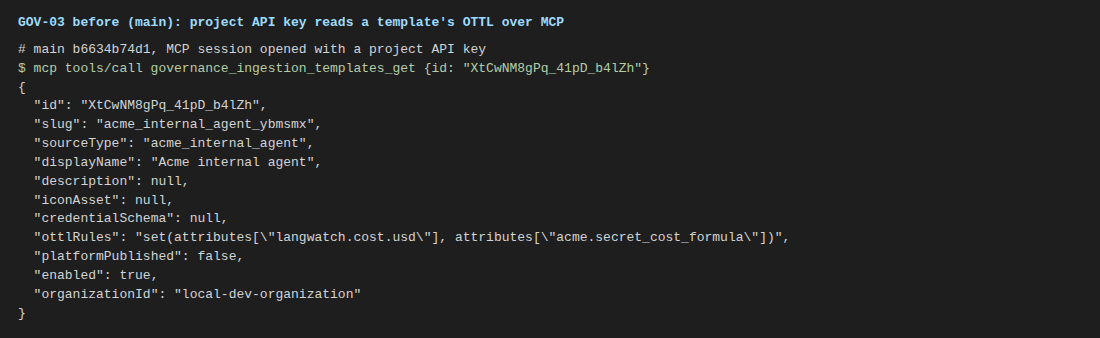 GOV-03 before (main): project API key reads a template's OTTL over MCP
# main b6634b74d1, MCP session opened with a project API key
$ mcp tools/call governance_ingestion_templates_get {id: "XtCwNM8gPq_41pD_b4lZh"}
{
  "id": "XtCwNM8gPq_41pD_b4lZh",
  "slug": "acme_internal_agent_ybmsmx",
  "sourceType": "acme_internal_agent",
  "displayName": "Acme internal agent",
  "description": null,
  "iconAsset": null,
  "credentialSchema": null,
  "ottlRules": "set(attributes[\"langwatch.cost.usd\"], attributes[\"acme.secret_cost_formula\"])",
  "platformPublished": false,
  "enabled": true,
  "organizationId": "local-dev-organization"
}